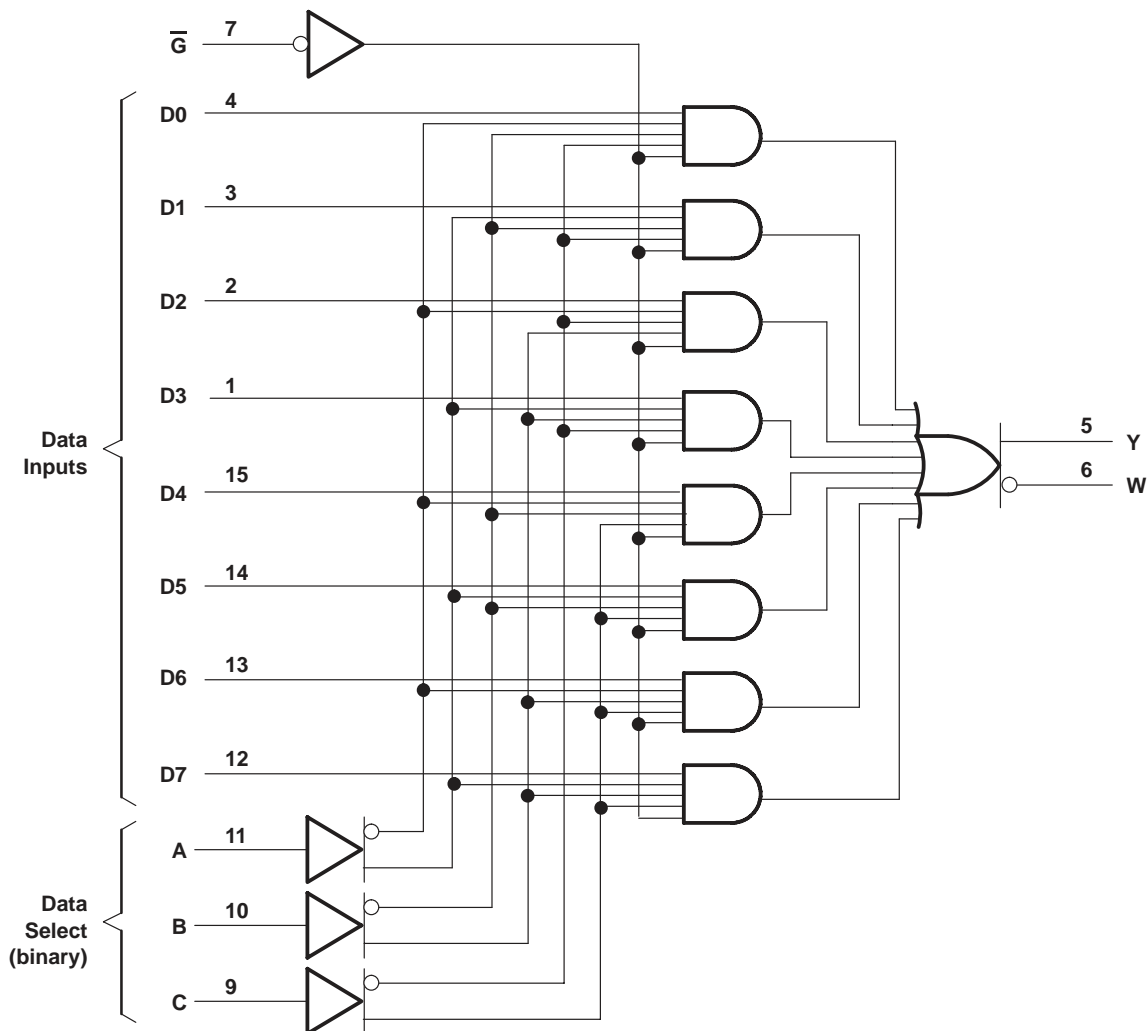 G̅ 7
D0 4
D1 3
D2 2
D3 1
Data
Inputs
5 Y
6 W
D4 15
D5 14
D6 13
D7 12
A 11
Data
Select
(binary)
B 10
C 9